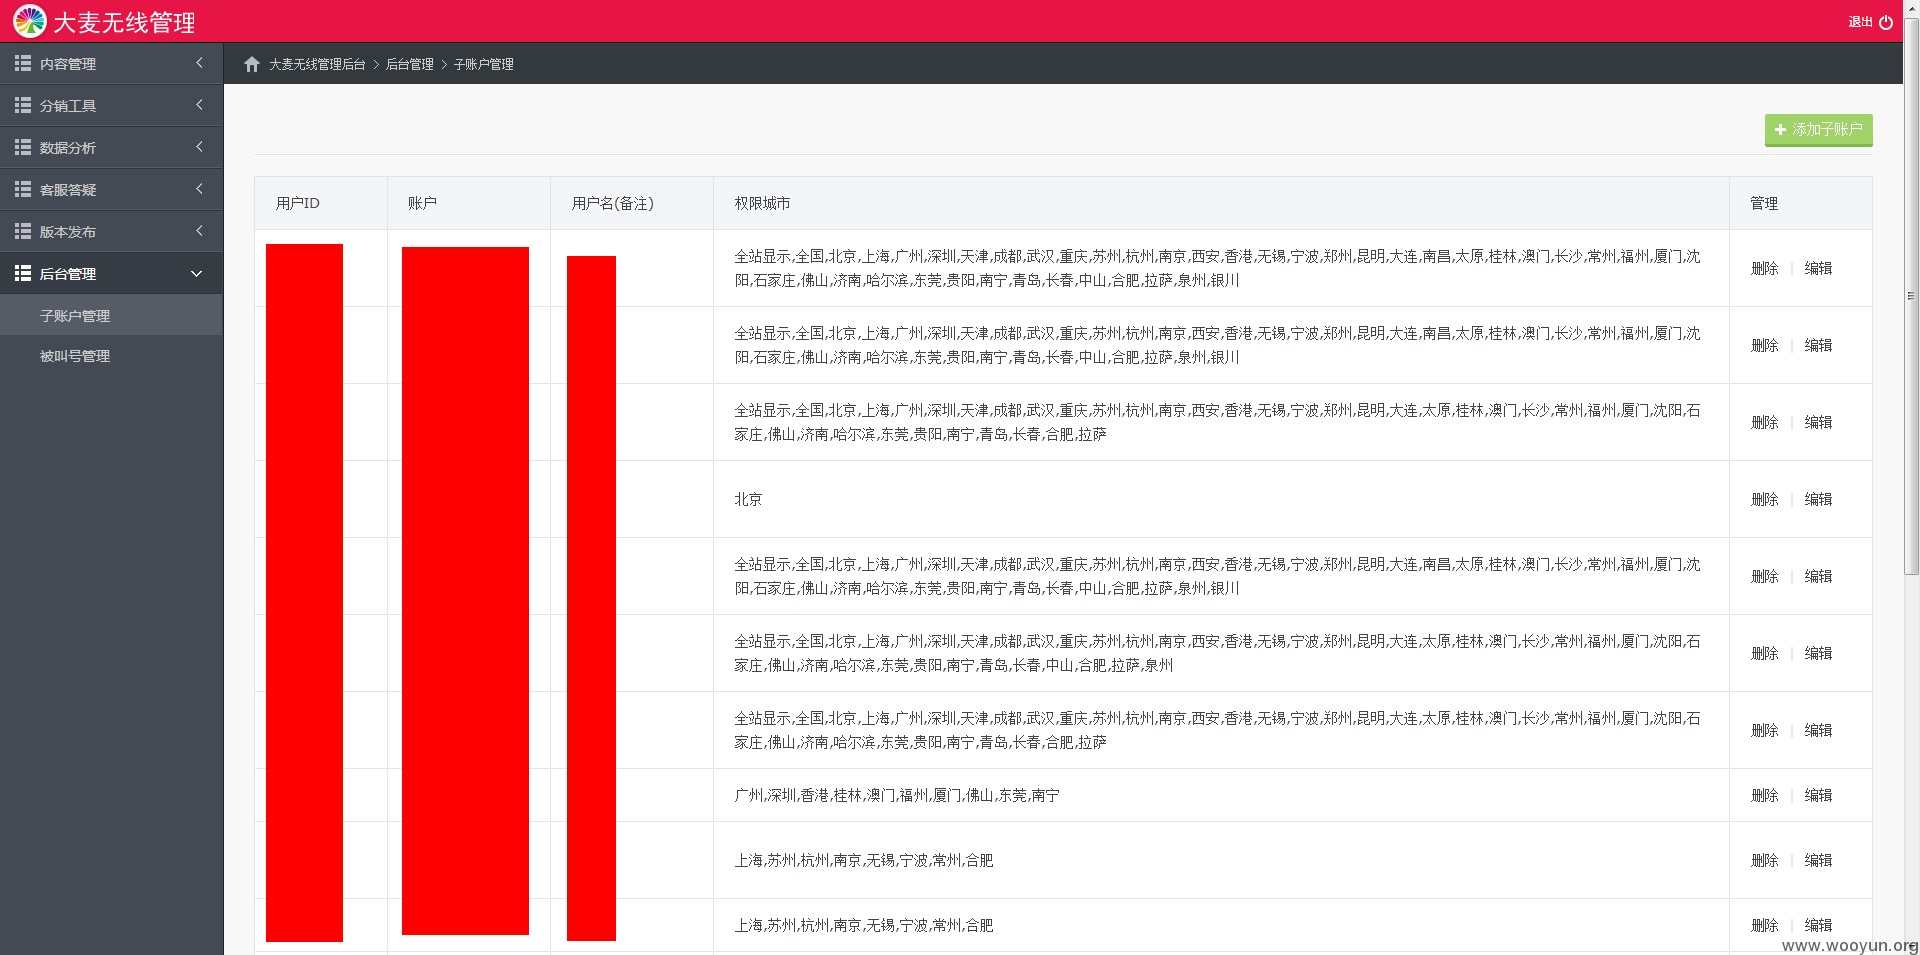 大麦无线管理
退出
内容管理
分销工具
数据分析
客服答疑
版本发布
后台管理
子账户管理
被叫号管理
大麦无线管理后台 > 后台管理 > 子账户管理
添加子账户
用户ID 账户 用户名(备注) 权限城市 管理
全站显示,全国,北京,上海,广州,深圳,天津,成都,武汉,重庆,苏州,杭州,南京,西安,香港,无锡,宁波,郑州,昆明,大连,南昌,太原,桂林,澳门,长沙,常州,福州,厦门,沈
阳,石家庄,佛山,济南,哈尔滨,东莞,贵阳,南宁,青岛,长春,中山,合肥,拉萨,泉州,银川
删除 | 编辑
全站显示,全国,北京,上海,广州,深圳,天津,成都,武汉,重庆,苏州,杭州,南京,西安,香港,无锡,宁波,郑州,昆明,大连,南昌,太原,桂林,澳门,长沙,常州,福州,厦门,沈
阳,石家庄,佛山,济南,哈尔滨,东莞,贵阳,南宁,青岛,长春,中山,合肥,拉萨,泉州,银川
删除 | 编辑
全站显示,全国,北京,上海,广州,深圳,天津,成都,武汉,重庆,苏州,杭州,南京,西安,香港,无锡,宁波,郑州,昆明,大连,太原,桂林,澳门,长沙,常州,福州,厦门,沈阳,石
家庄,佛山,济南,哈尔滨,东莞,贵阳,南宁,青岛,长春,合肥,拉萨
删除 | 编辑
北京
删除 | 编辑
全站显示,全国,北京,上海,广州,深圳,天津,成都,武汉,重庆,苏州,杭州,南京,西安,香港,无锡,宁波,郑州,昆明,大连,南昌,太原,桂林,澳门,长沙,常州,福州,厦门,沈
阳,石家庄,佛山,济南,哈尔滨,东莞,贵阳,南宁,青岛,长春,中山,合肥,拉萨,泉州,银川
删除 | 编辑
全站显示,全国,北京,上海,广州,深圳,天津,成都,武汉,重庆,苏州,杭州,南京,西安,香港,无锡,宁波,郑州,昆明,大连,太原,桂林,澳门,长沙,常州,福州,厦门,沈阳,石
家庄,佛山,济南,哈尔滨,东莞,贵阳,南宁,青岛,长春,中山,合肥,拉萨,泉州
删除 | 编辑
全站显示,全国,北京,上海,广州,深圳,天津,成都,武汉,重庆,苏州,杭州,南京,西安,香港,无锡,宁波,郑州,昆明,大连,太原,桂林,澳门,长沙,常州,福州,厦门,沈阳,石
家庄,佛山,济南,哈尔滨,东莞,贵阳,南宁,青岛,长春,合肥,拉萨
删除 | 编辑
广州,深圳,香港,桂林,澳门,福州,厦门,佛山,东莞,南宁
删除 | 编辑
上海,苏州,杭州,南京,无锡,宁波,常州,合肥
删除 | 编辑
上海,苏州,杭州,南京,无锡,宁波,常州,合肥
删除 | 编辑
www.wooyun.org